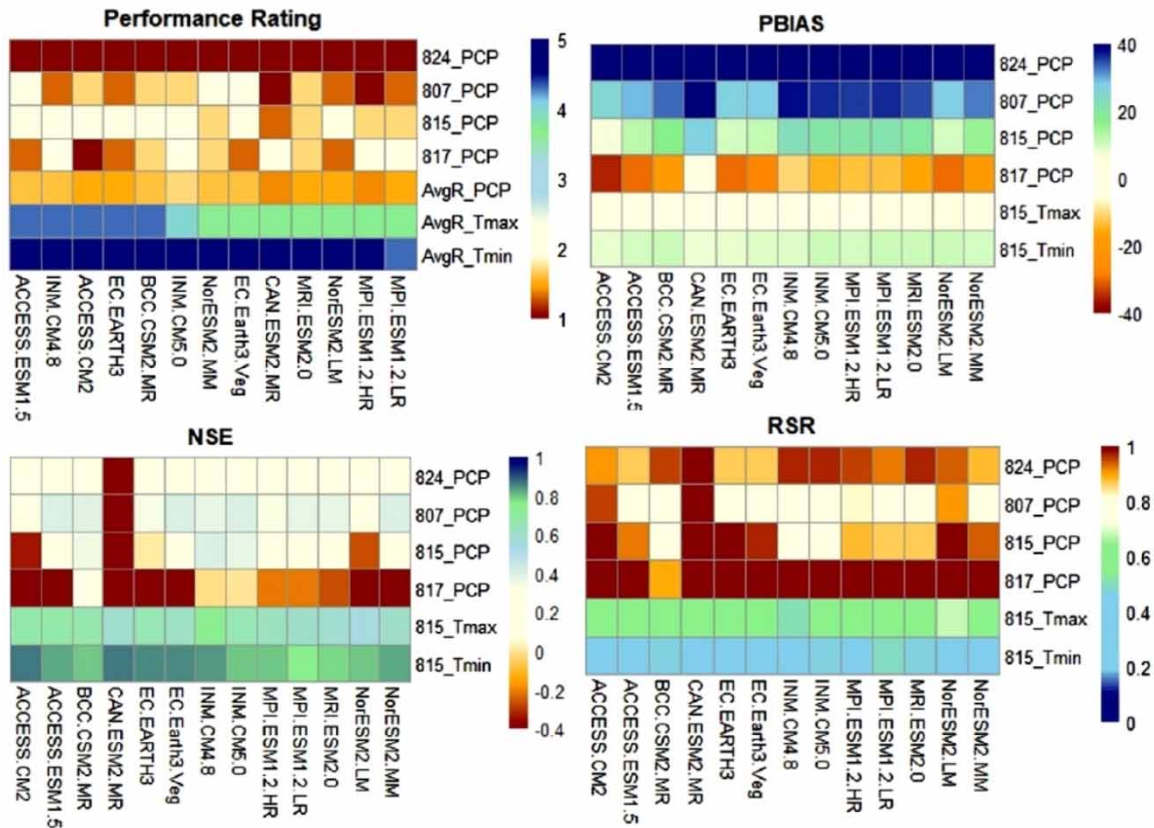 Performance Rating
824_PCP
807_PCP
815_PCP
817_PCP
AvgR_PCP
AvgR_Tmax
AvgR_Tmin
5
4
3
2
1
ACCESS.ESM1.5
INM.CM4.8
ACCESS.CM2
EC.EARTH3
BCC.CSM2.MR
INM.CM5.0
NorESM2.MM
EC.Earth3.Veg
CAN.ESM2.MR
MRI.ESM2.0
NorESM2.LM
MPI.ESM1.2.HR
MPI.ESM1.2.LR
PBIAS
824_PCP
807_PCP
815_PCP
817_PCP
815_Tmax
815_Tmin
40
20
0
-20
-40
ACCESS.CM2
ACCESS.ESM1.5
BCC.CSM2.MR
CAN.ESM2.MR
EC.EARTH3
EC.Earth3.Veg
INM.CM4.8
INM.CM5.0
MPI.ESM1.2.HR
MPI.ESM1.2.LR
MRI.ESM2.0
NorESM2.LM
NorESM2.MM
NSE
824_PCP
807_PCP
815_PCP
817_PCP
815_Tmax
815_Tmin
1
0.8
0.6
0.4
0.2
0
-0.2
-0.4
ACCESS.CM2
ACCESS.ESM1.5
BCC.CSM2.MR
CAN.ESM2.MR
EC.EARTH3
EC.Earth3.Veg
INM.CM4.8
INM.CM5.0
MPI.ESM1.2.HR
MPI.ESM1.2.LR
MRI.ESM2.0
NorESM2.LM
NorESM2.MM
RSR
824_PCP
807_PCP
815_PCP
817_PCP
815_Tmax
815_Tmin
1
0.8
0.6
0.4
0.2
0
ACCESS.CM2
ACCESS.ESM1.5
BCC.CSM2.MR
CAN.ESM2.MR
EC.EARTH3
EC.Earth3.Veg
INM.CM4.8
INM.CM5.0
MPI.ESM1.2.HR
MPI.ESM1.2.LR
MRI.ESM2.0
NorESM2.LM
NorESM2.MM